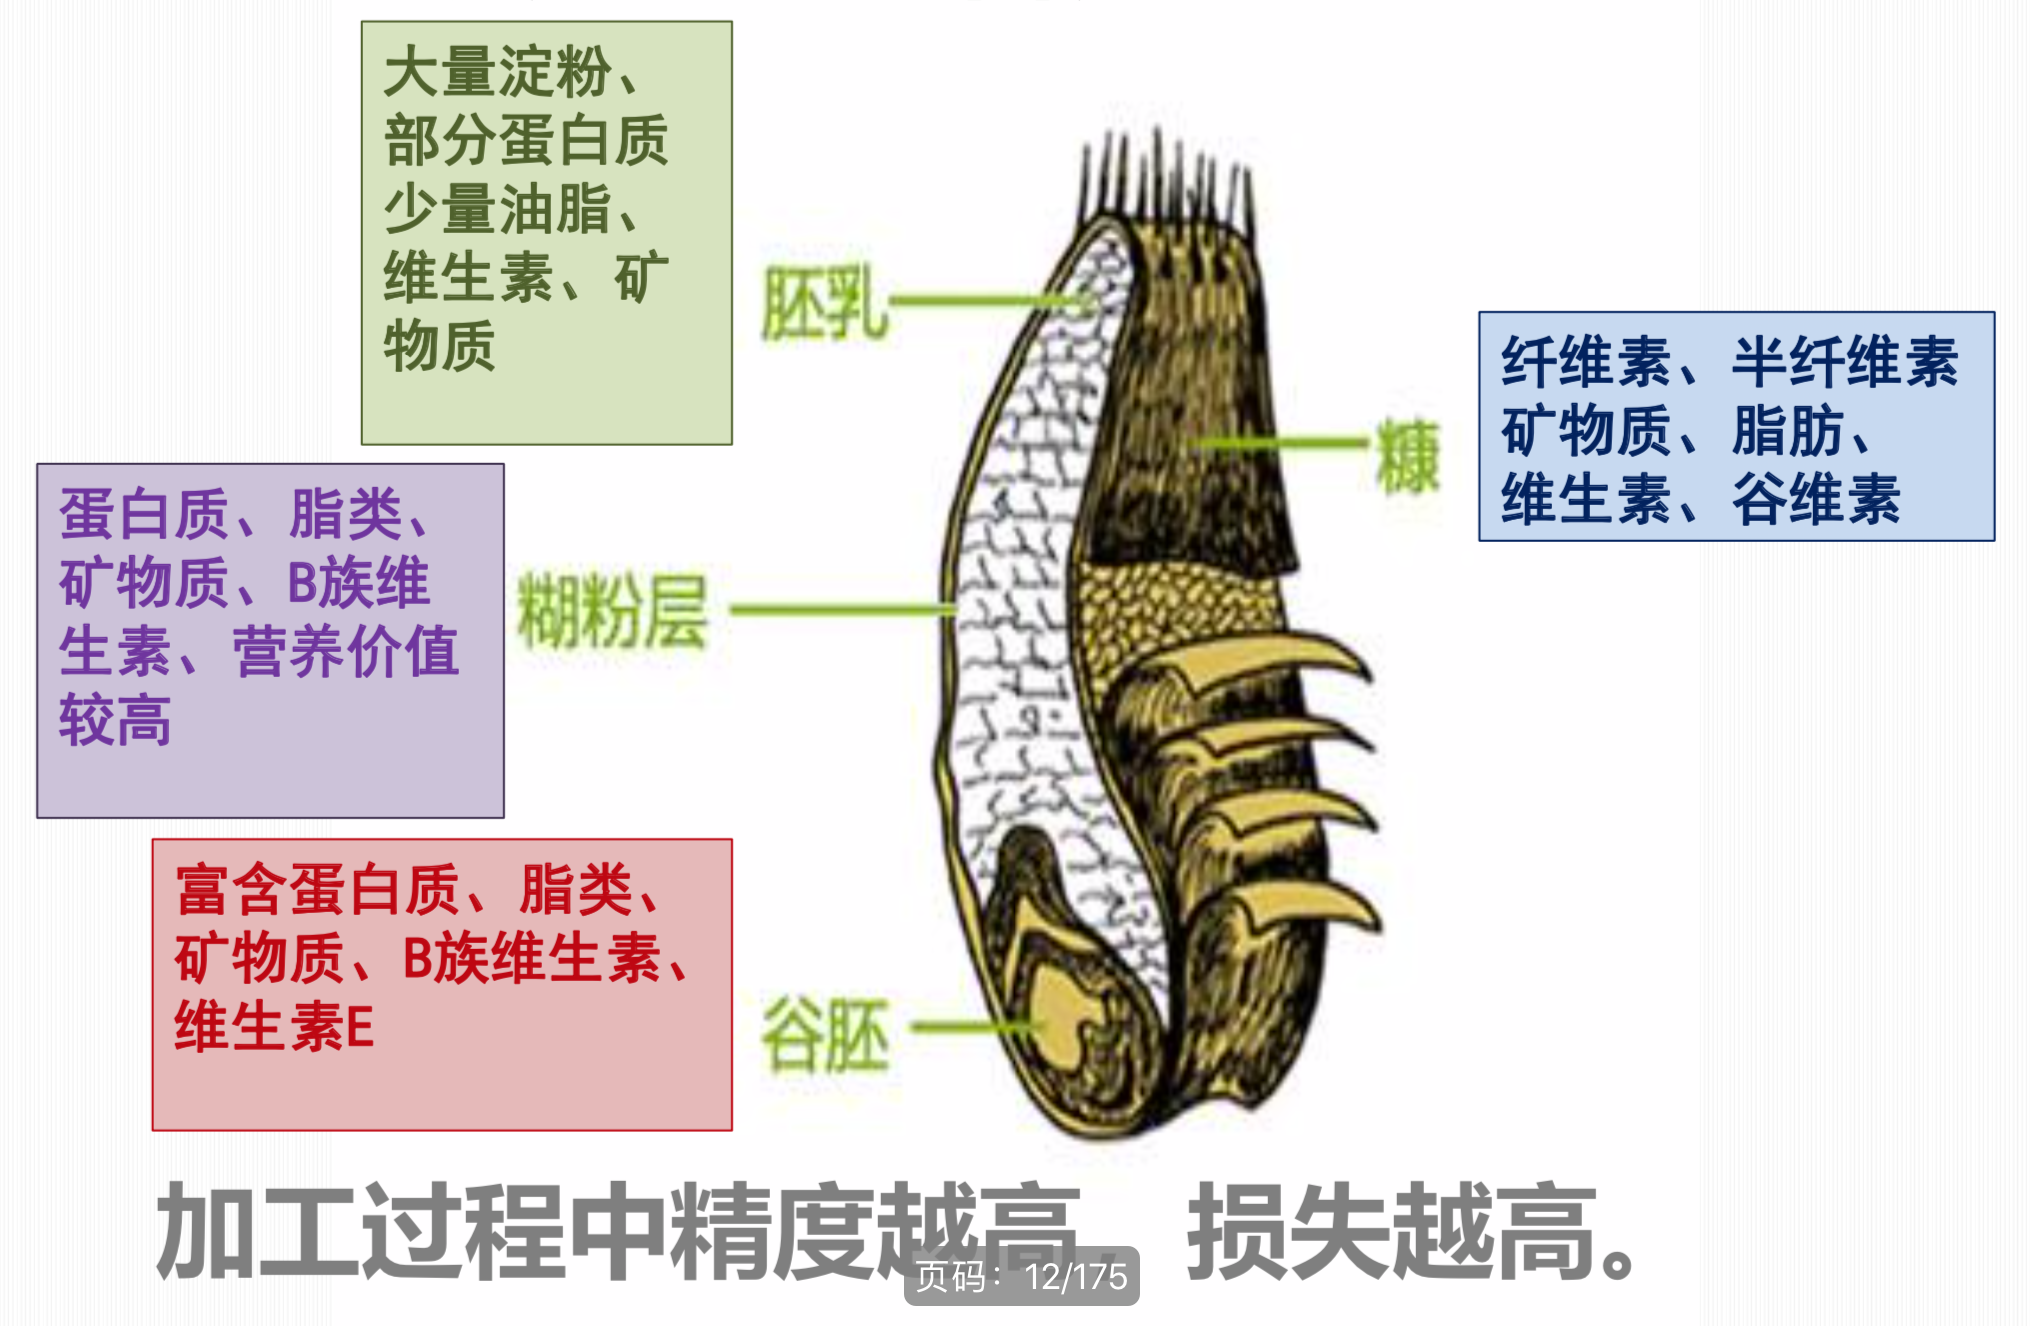 大量淀粉、
部分蛋白质
少量油脂、
维生素、矿
物质
胚乳
纤维素、半纤维素
矿物质、脂肪、
维生素、谷维素
糠
蛋白质、脂类、
矿物质、B族维
生素、营养价值
较高
糊粉层
富含蛋白质、脂类、
矿物质、B族维生素、
维生素E
谷胚
加工过程中精度越高，损失越高。
页码：12/175